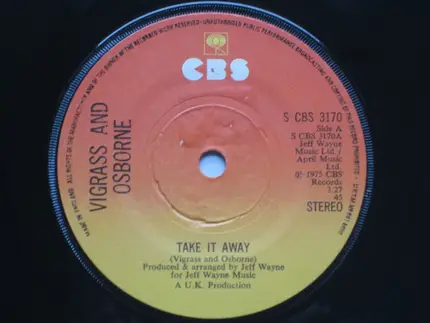 CBS
VIGRASS AND
OSBORNE
S CBS 3170
Side A
S CBS 3170A
Jeff Wayne
Music Ltd /
April Music
Ltd.
℗ 1975 CBS
Records
45
STEREO
TAKE IT AWAY
(Vigrass and Osborne)
Produced & arranged by Jeff Wayne
for Jeff Wayne Music
A U.K. Production